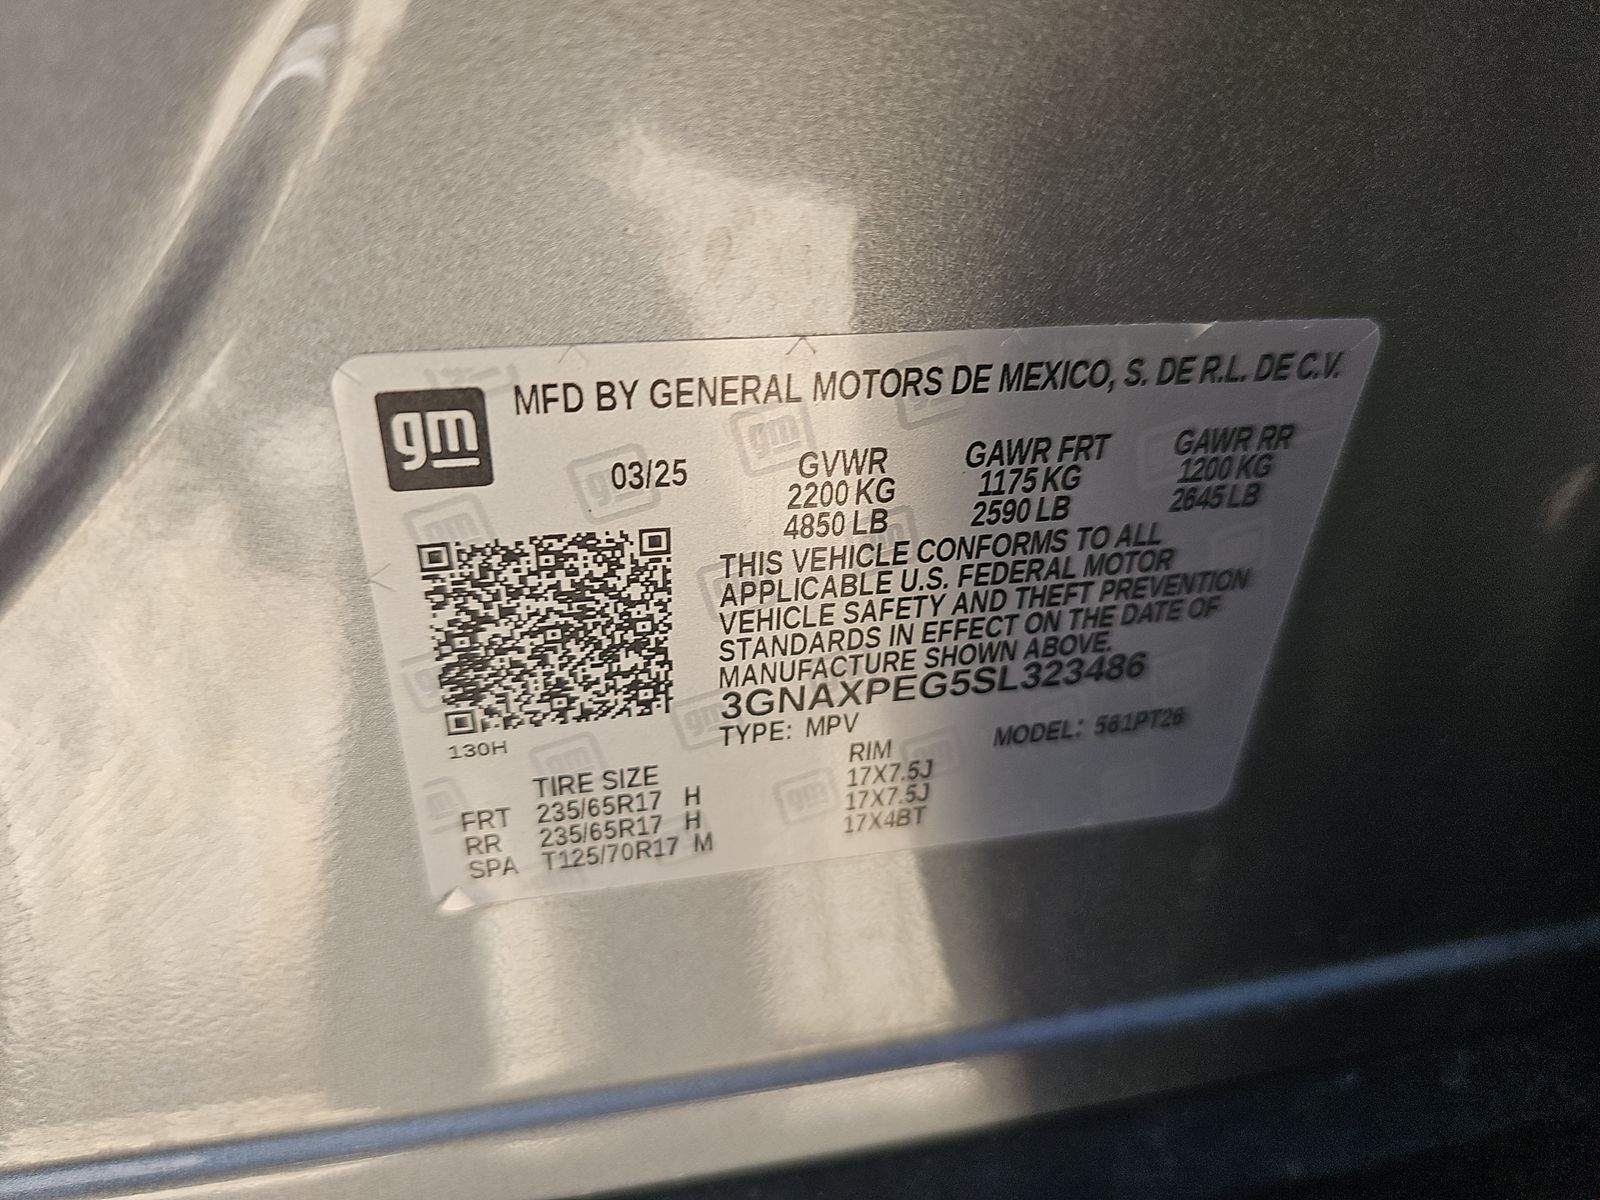 gm
MFD BY GENERAL MOTORS DE MEXICO, S. DE R.L. DE C.V.
03/25
GVWR GAWR FRT GAWR RR
2200 KG 1175 KG 1200 KG
4850 LB 2590 LB 2645 LB
THIS VEHICLE CONFORMS TO ALL
APPLICABLE U.S. FEDERAL MOTOR
VEHICLE SAFETY AND THEFT PREVENTION
STANDARDS IN EFFECT ON THE DATE OF
MANUFACTURE SHOWN ABOVE.
3GNAXPEG5SL323486
TYPE: MPV MODEL: 561PT26
130H
TIRE SIZE RIM
FRT 235/65R17 H 17X7.5J
RR 235/65R17 H 17X7.5J
SPA T125/70R17 M 17X4BT